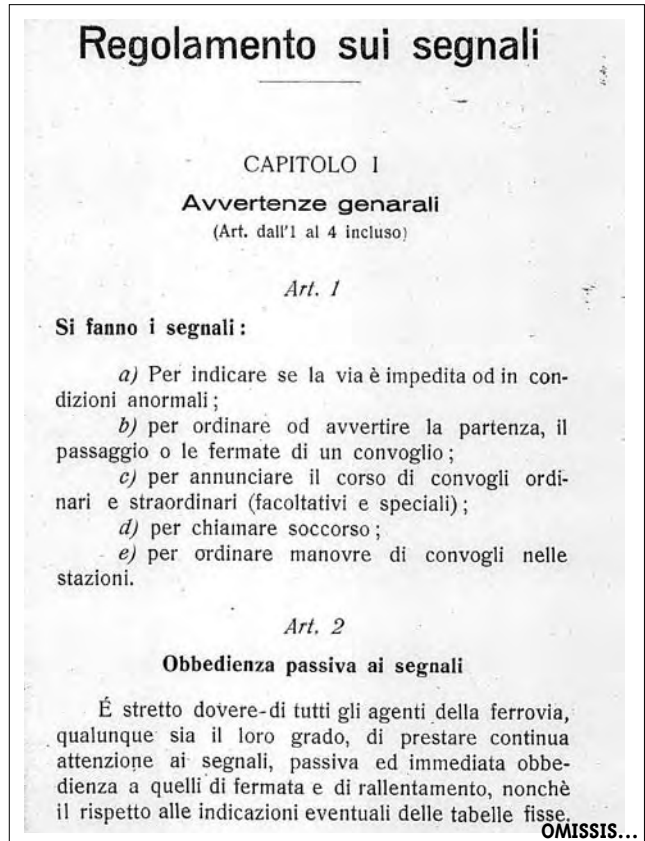 Regolamento sui segnali
CAPITOLO I
Avvertenze genarali
(Art. dall'1 al 4 incluso)
Art. 1
Si fanno i segnali :
a) Per indicare se la via è impedita od in con-
dizioni anormali ;
b) per ordinare od avvertire la partenza, il
passaggio o le fermate di un convoglio ;
c) per annunciare il corso di convogli ordi-
nari e straordinari (facoltativi e speciali) ;
d) per chiamare soccorso ;
e) per ordinare manovre di convogli nelle
stazioni.
Art. 2
Obbedienza passiva ai segnali
É stretto dovere-di tutti gli agenti della ferrovia,
qualunque sia il loro grado, di prestare continua
attenzione ai segnali, passiva ed immediata obbe-
dienza a quelli di fermata e di rallentamento, nonchè
il rispetto alle indicazioni eventuali delle tabelle fisse.
OMISSIS...